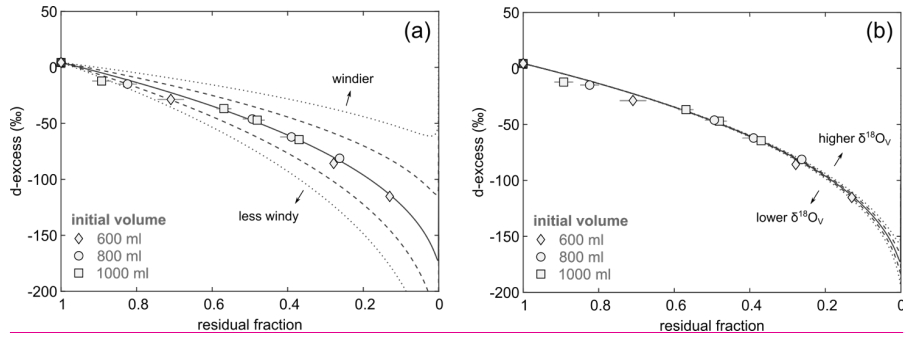 (a)
50
0
-50
-100
-150
-200
d-excess (‰)
windier
less windy
initial volume
600 ml
800 ml
1000 ml
1 0.8 0.6 0.4 0.2 0
residual fraction
(b)
50
0
-50
-100
-150
-200
d-excess (‰)
higher δ¹⁸Oᵥ
lower δ¹⁸Oᵥ
initial volume
600 ml
800 ml
1000 ml
1 0.8 0.6 0.4 0.2 0
residual fraction